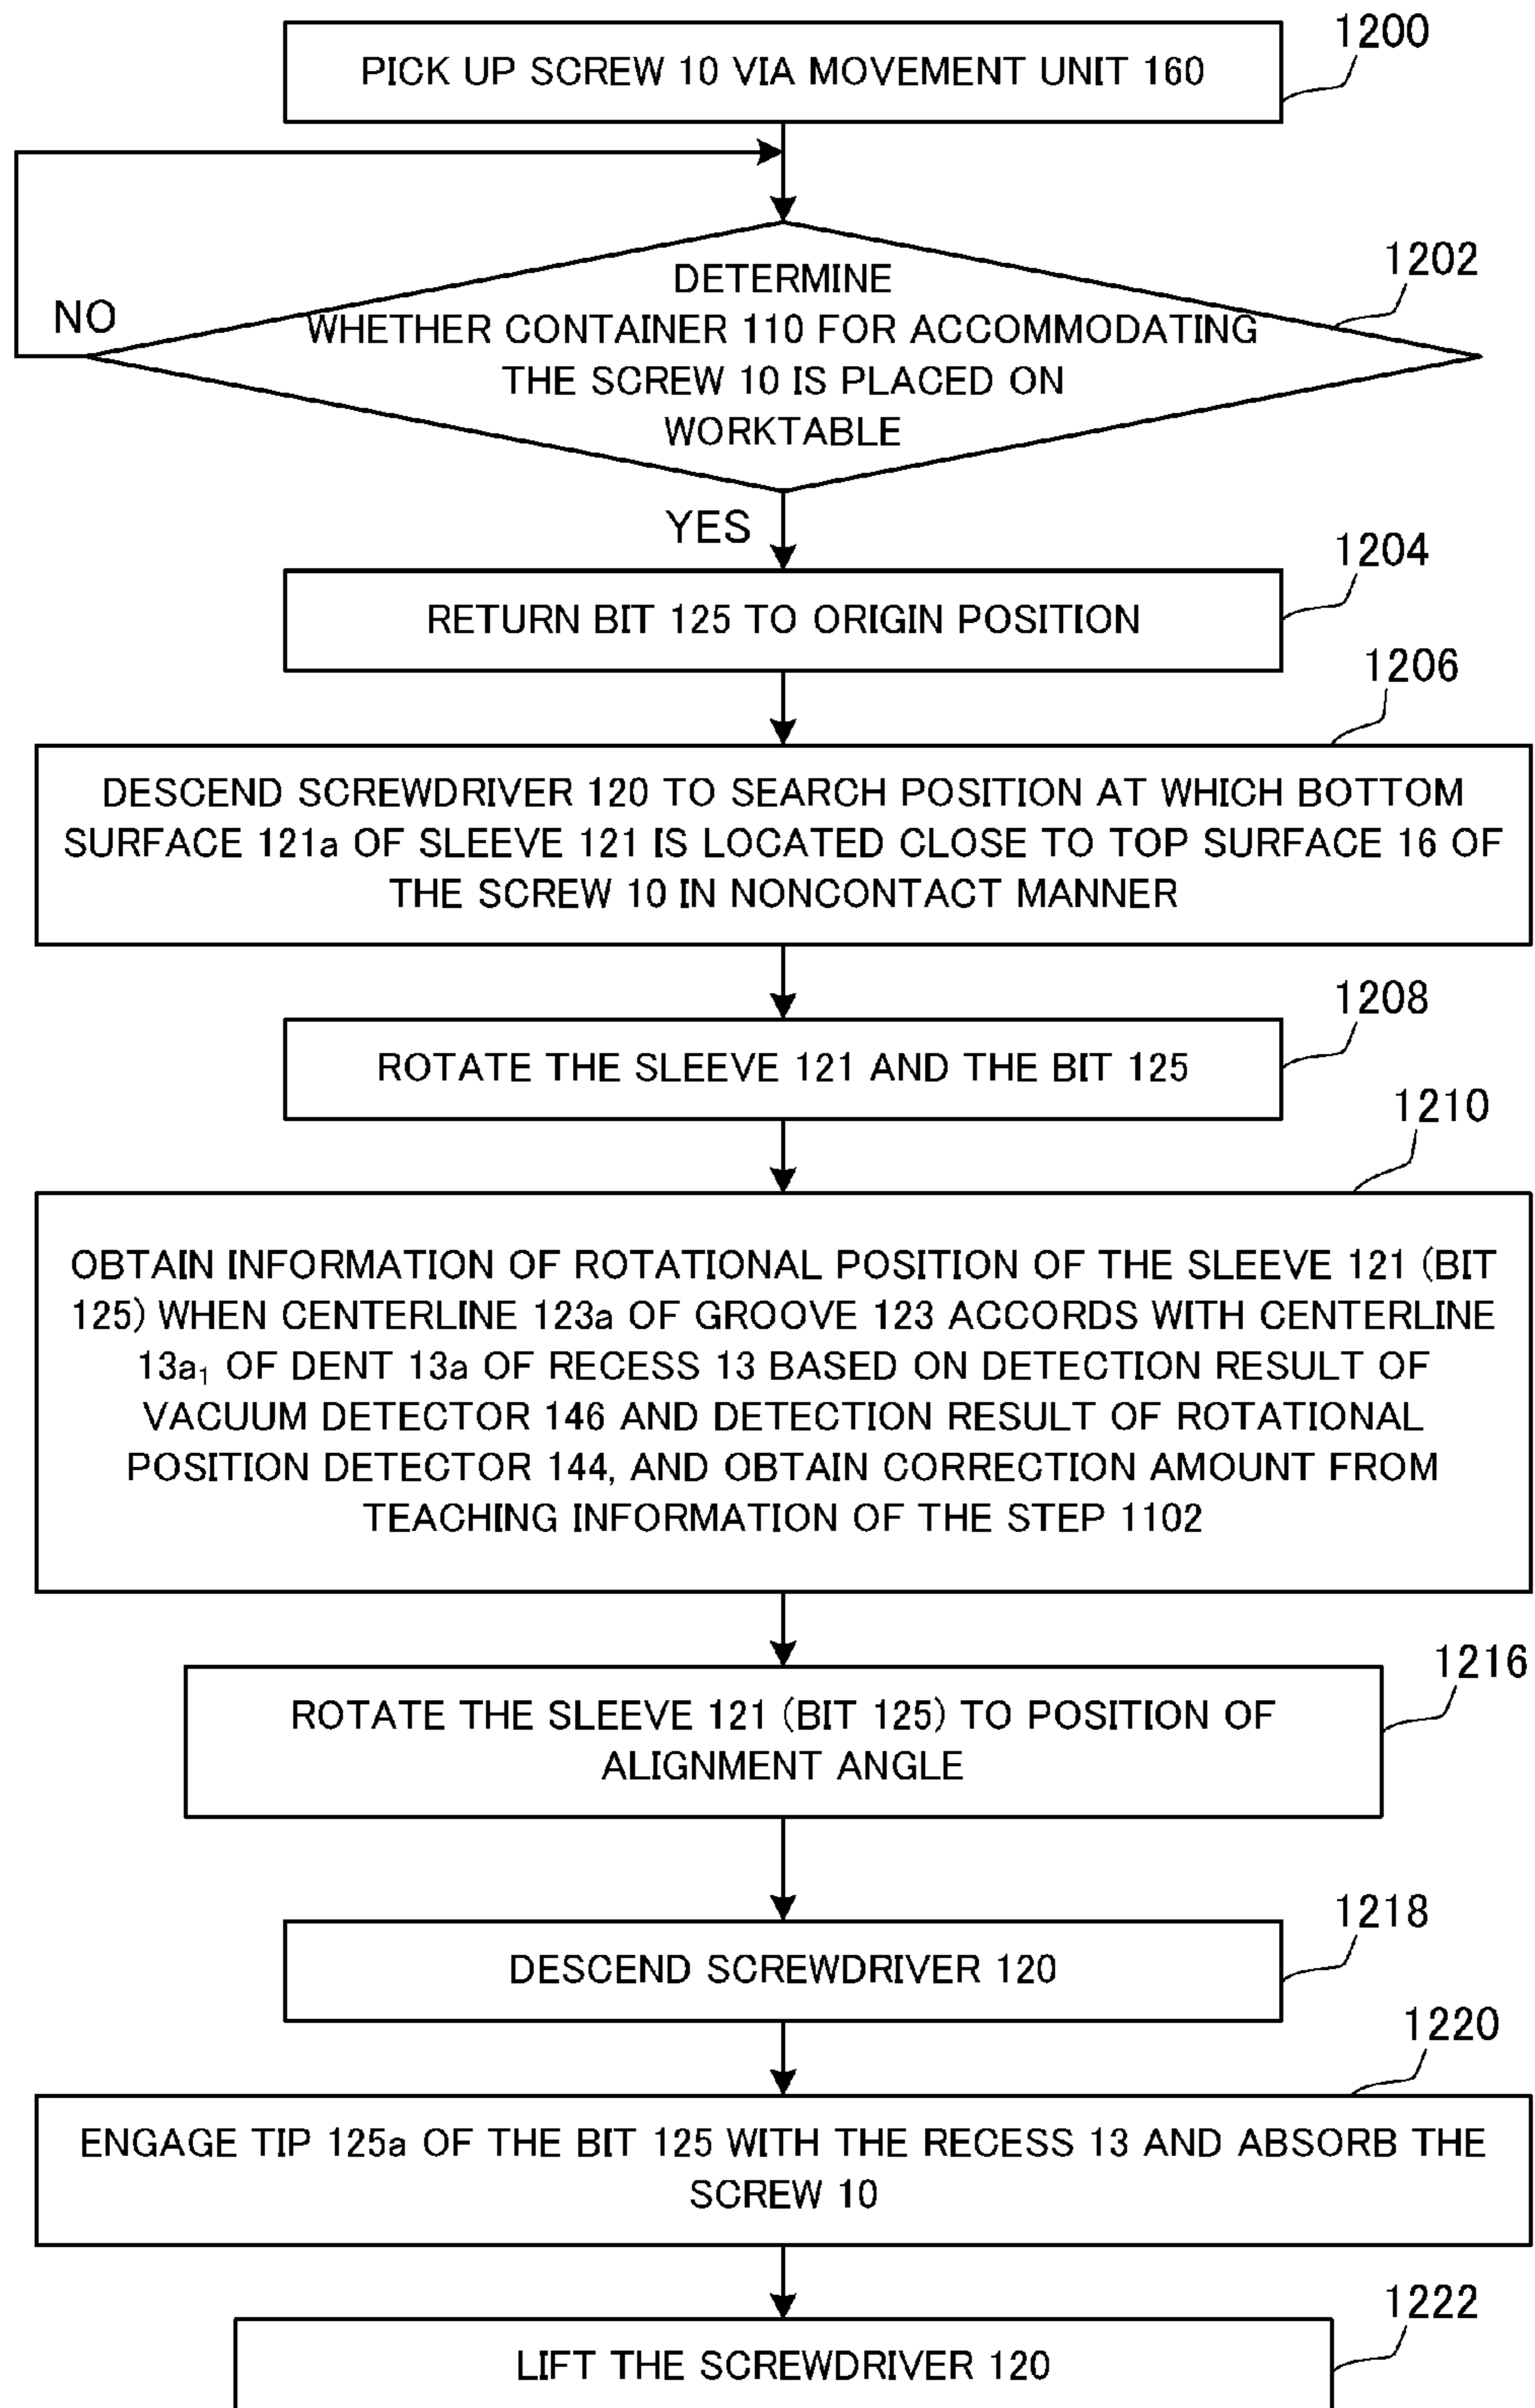 1200
PICK UP SCREW 10 VIA MOVEMENT UNIT 160
1202
DETERMINE
WHETHER CONTAINER 110 FOR ACCOMMODATING
THE SCREW 10 IS PLACED ON
WORKTABLE
NO
YES
1204
RETURN BIT 125 TO ORIGIN POSITION
1206
DESCEND SCREWDRIVER 120 TO SEARCH POSITION AT WHICH BOTTOM
SURFACE 121a OF SLEEVE 121 IS LOCATED CLOSE TO TOP SURFACE 16 OF
THE SCREW 10 IN NONCONTACT MANNER
1208
ROTATE THE SLEEVE 121 AND THE BIT 125
1210
OBTAIN INFORMATION OF ROTATIONAL POSITION OF THE SLEEVE 121 (BIT
125) WHEN CENTERLINE 123a OF GROOVE 123 ACCORDS WITH CENTERLINE
13a₁ OF DENT 13a OF RECESS 13 BASED ON DETECTION RESULT OF
VACUUM DETECTOR 146 AND DETECTION RESULT OF ROTATIONAL
POSITION DETECTOR 144, AND OBTAIN CORRECTION AMOUNT FROM
TEACHING INFORMATION OF THE STEP 1102
1216
ROTATE THE SLEEVE 121 (BIT 125) TO POSITION OF
ALIGNMENT ANGLE
1218
DESCEND SCREWDRIVER 120
1220
ENGAGE TIP 125a OF THE BIT 125 WITH THE RECESS 13 AND ABSORB THE
SCREW 10
1222
LIFT THE SCREWDRIVER 120